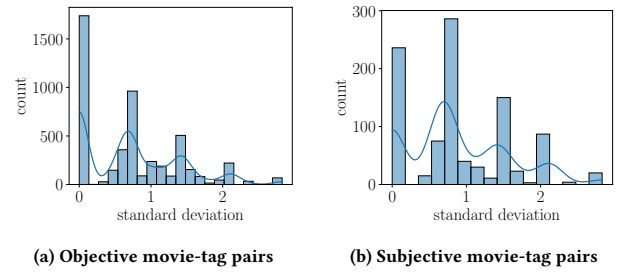 1500
1000
500
0
count
0
1
2
standard deviation
(a) Objective movie-tag pairs
300
200
100
0
count
0
1
2
standard deviation
(b) Subjective movie-tag pairs